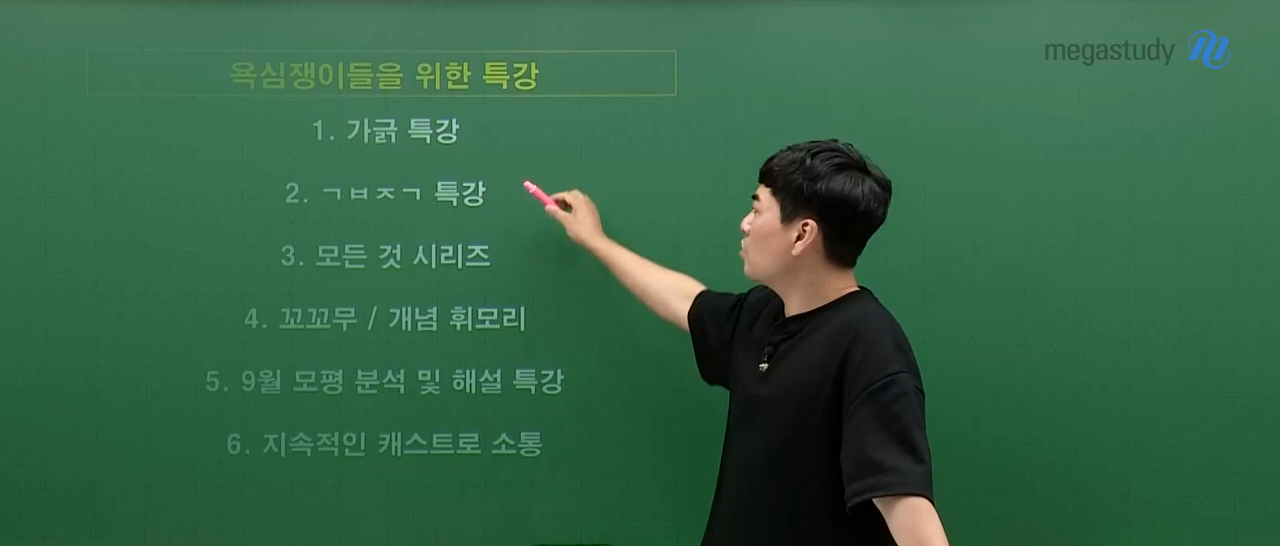 megastudy
욕심쟁이들을 위한 특강
1. 가굵 특강
2. ㄱㅂㅈㄱ 특강
3. 모든 것 시리즈
4. 꼬꼬무 / 개념 휘모리
5. 9월 모평 분석 및 해설 특강
6. 지속적인 캐스트로 소통